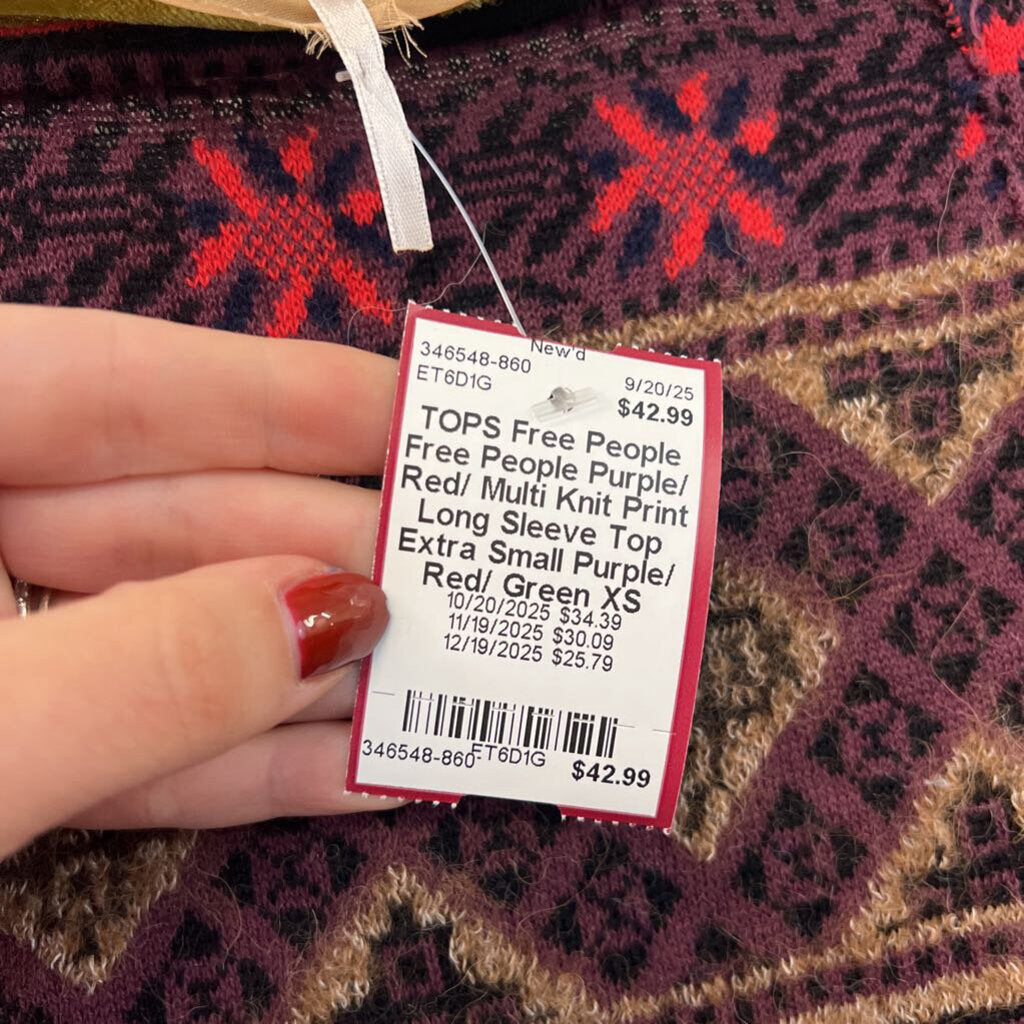 New'd
346548-860
ET6D1G
9/20/25
$42.99
TOPS Free People
Free People Purple/
Red/ Multi Knit Print
Long Sleeve Top
Extra Small Purple/
Red/ Green XS
10/20/2025 $34.39
11/19/2025 $30.09
12/19/2025 $25.79
346548-860 ET6D1G
$42.99